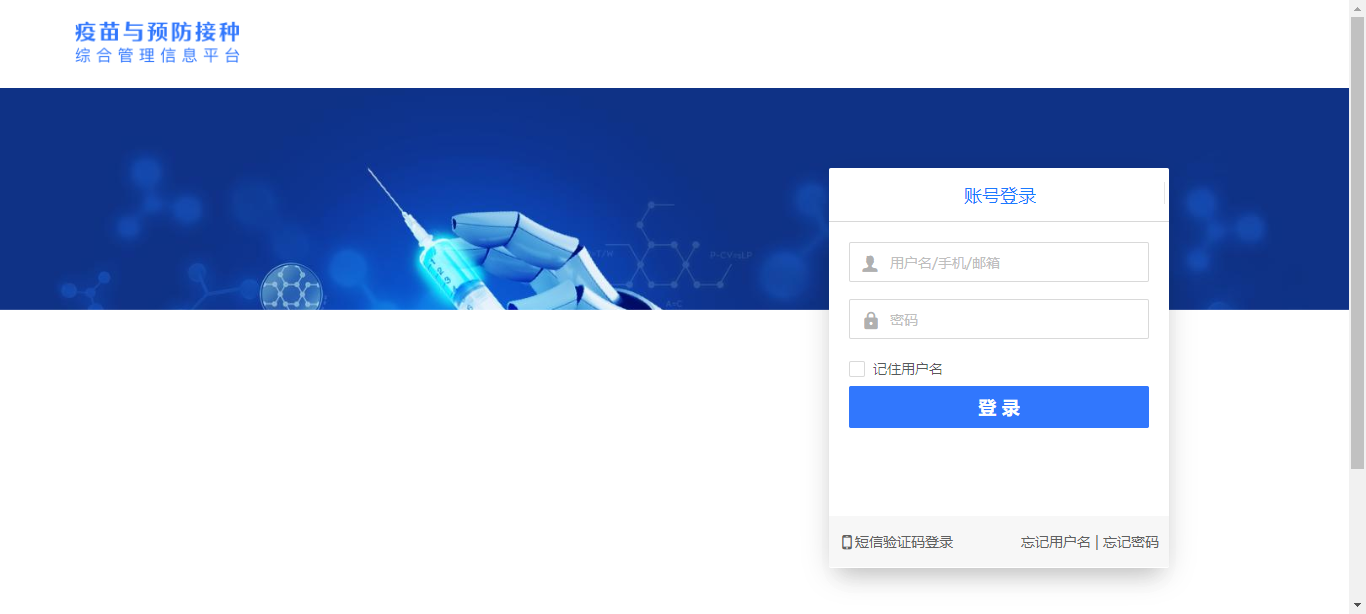 疫苗与预防接种
综合管理信息平台
账号登录
用户名/手机/邮箱
密码
记住用户名
登 录
短信验证码登录
忘记用户名 | 忘记密码